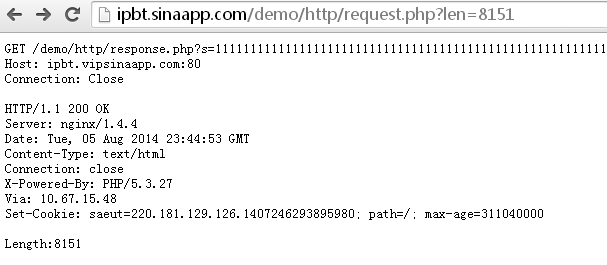 ipbt.sinaapp.com/demo/http/request.php?len=8151
GET /demo/http/response.php?s=11111111111111111111111111111111111111111111111111111111
Host: ipbt.vipsinaapp.com:80
Connection: Close
HTTP/1.1 200 OK
Server: nginx/1.4.4
Date: Tue, 05 Aug 2014 23:44:53 GMT
Content-Type: text/html
Connection: close
X-Powered-By: PHP/5.3.27
Via: 10.67.15.48
Set-Cookie: saeut=220.181.129.126.1407246293895980; path=/; max-age=311040000
Length:8151